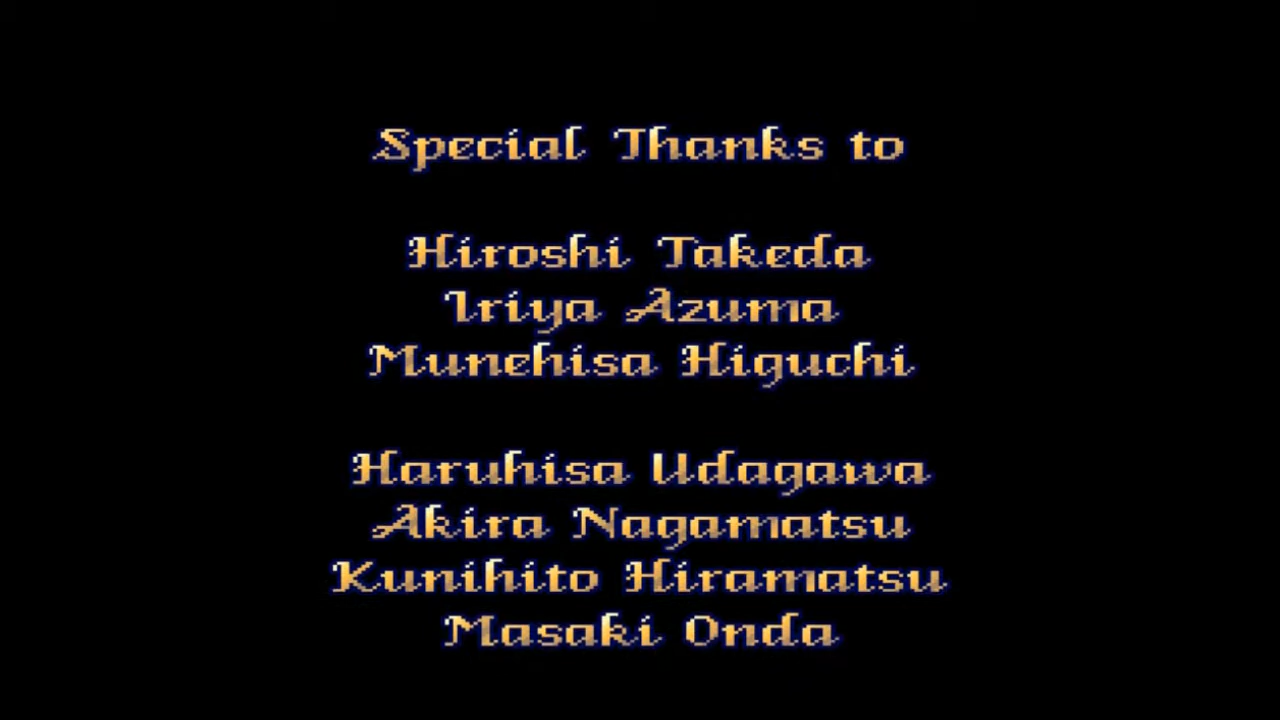 Special Thanks to
Hiroshi Takeda
Iriya Azuma
Munehisa Higuchi
Haruhisa Udagawa
Akira Nagamatsu
Kunihito Hiramatsu
Masaki Onda